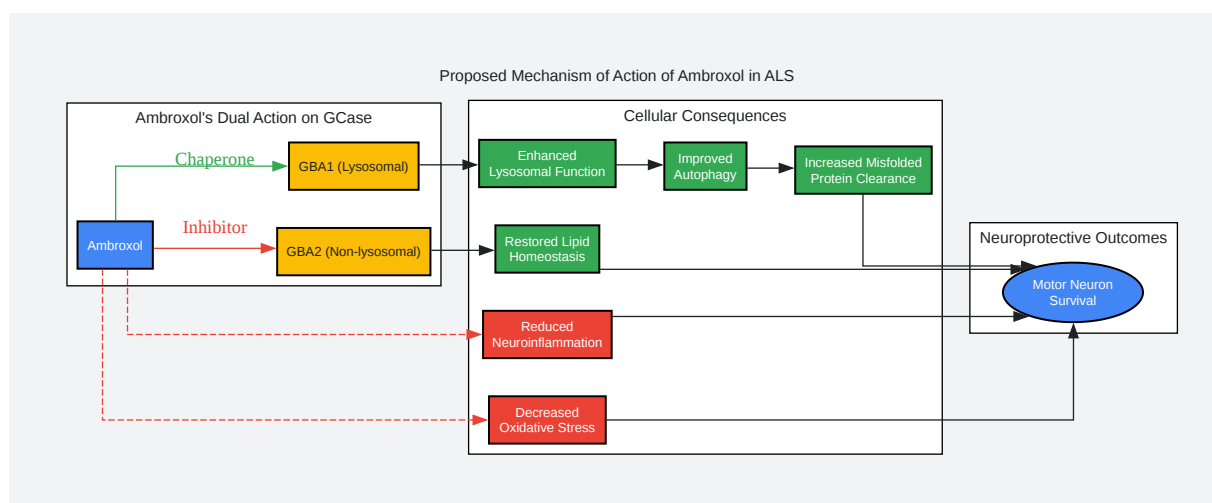 Proposed Mechanism of Action of Ambroxol in ALS
Ambroxol's Dual Action on GCase
Chaperone
GBA1 (Lysosomal)
Ambroxol
Inhibitor
GBA2 (Non-lysosomal)
Cellular Consequences
Enhanced
Lysosomal Function
Improved
Autophagy
Increased Misfolded
Protein Clearance
Restored Lipid
Homeostasis
Reduced
Neuroinflammation
Decreased
Oxidative Stress
Neuroprotective Outcomes
Motor Neuron
Survival